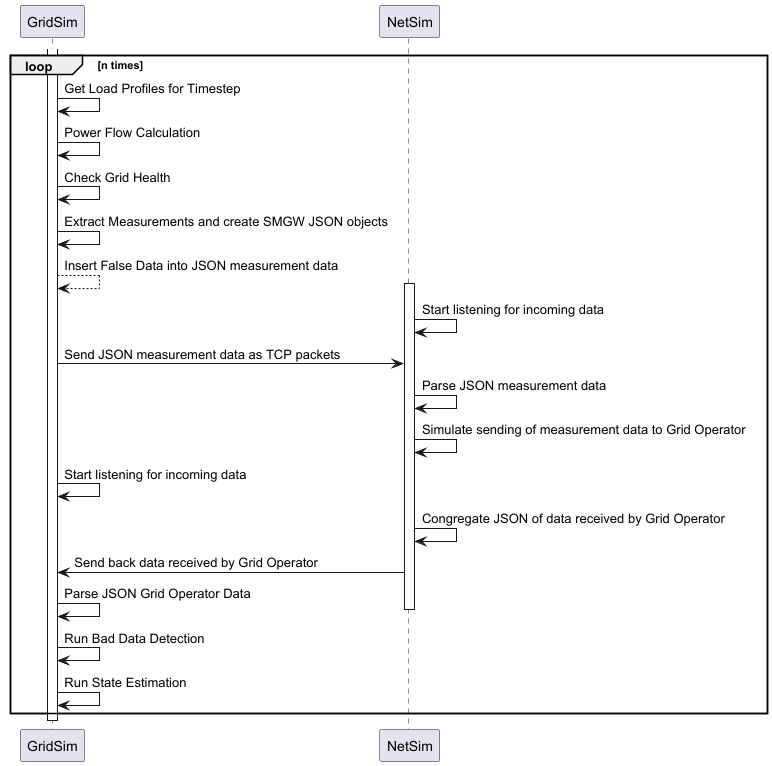 GridSim
NetSim
loop
[n times]
Get Load Profiles for Timestep
Power Flow Calculation
Check Grid Health
Extract Measurements and create SMGW JSON objects
Insert False Data into JSON measurement data
Start listening for incoming data
Send JSON measurement data as TCP packets
Parse JSON measurement data
Simulate sending of measurement data to Grid Operator
Start listening for incoming data
Congregate JSON of data received by Grid Operator
Send back data received by Grid Operator
Parse JSON Grid Operator Data
Run Bad Data Detection
Run State Estimation
GridSim
NetSim